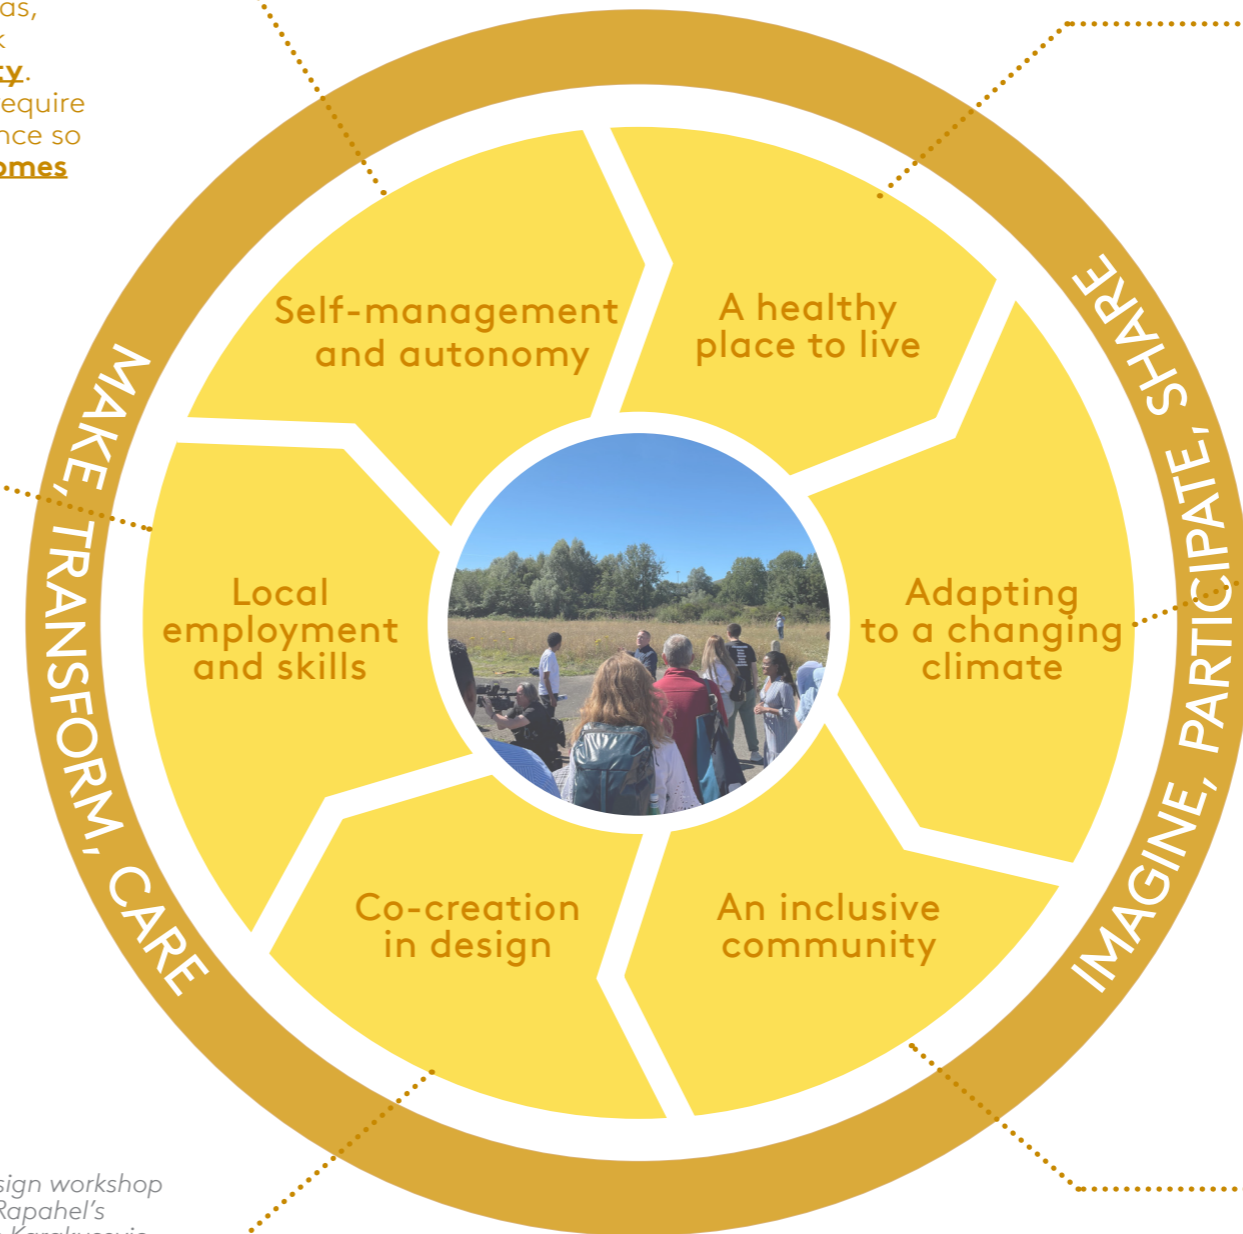 as,
k
ty.
equire
nce so
omes
Self-management
and autonomy
A healthy
place to live
MAKE, TRANSFORM, CARE
IMAGINE, PARTICIPATE, SHARE
Local
employment
and skills
Adapting
to a changing
climate
Co-creation
in design
An inclusive
community
sign workshop
Rapahel's